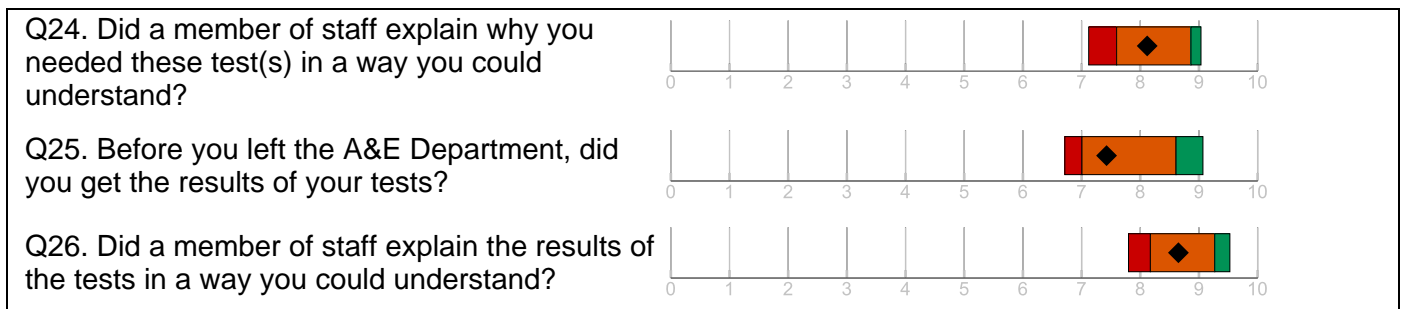 Q24. Did a member of staff explain why you
needed these test(s) in a way you could
understand?
0 1 2 3 4 5 6 7 8 9 10
Q25. Before you left the A&E Department, did
you get the results of your tests?
0 1 2 3 4 5 6 7 8 9 10
Q26. Did a member of staff explain the results of
the tests in a way you could understand?
0 1 2 3 4 5 6 7 8 9 10